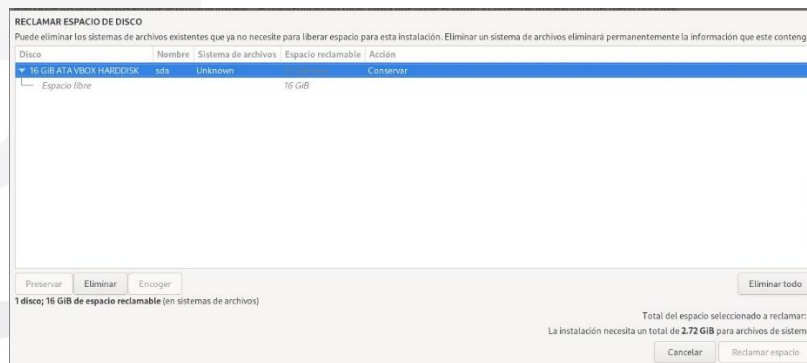 RECLAMAR ESPACIO DE DISCO
Puede eliminar los sistemas de archivos existentes que ya no necesite para liberar espacio para esta instalación. Eliminar un sistema de archivos eliminará permanentemente la información que este conteng
Disco Nombre Sistema de archivos Espacio reclamable Acción
16 GiB ATA VBOX HARDDISK sda Unknown Conservar
Espacio libre 16 GiB
Preservar Eliminar Encoger Eliminar todo
1 disco; 16 GiB de espacio reclamable (en sistemas de archivos)
Total del espacio seleccionado a reclamar:
La instalación necesita un total de 2.72 GiB para archivos de sistem
Cancelar Reclamar espacio